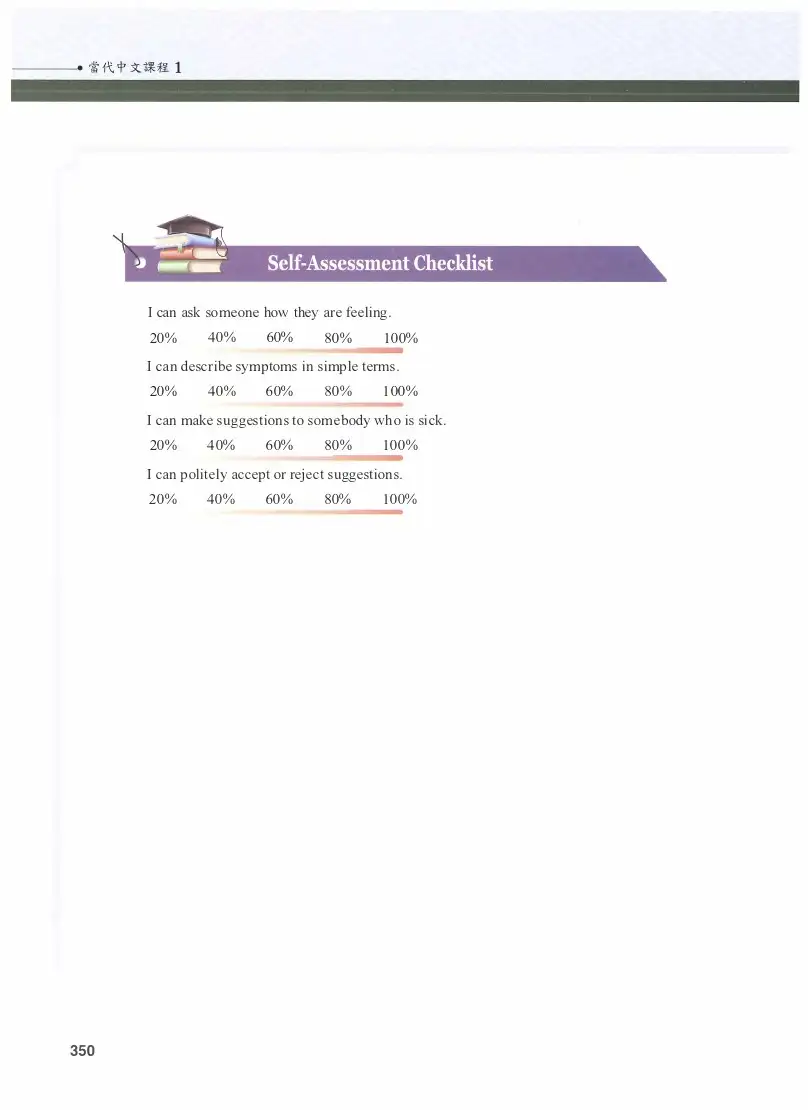 當代中文課程 1
Self-Assessment Checklist
I can ask someone how they are feeling.
20% 40% 60% 80% 100%
I can describe symptoms in simple terms.
20% 40% 60% 80% 100%
I can make suggestions to somebody who is sick.
20% 40% 60% 80% 100%
I can politely accept or reject suggestions.
20% 40% 60% 80% 100%
350